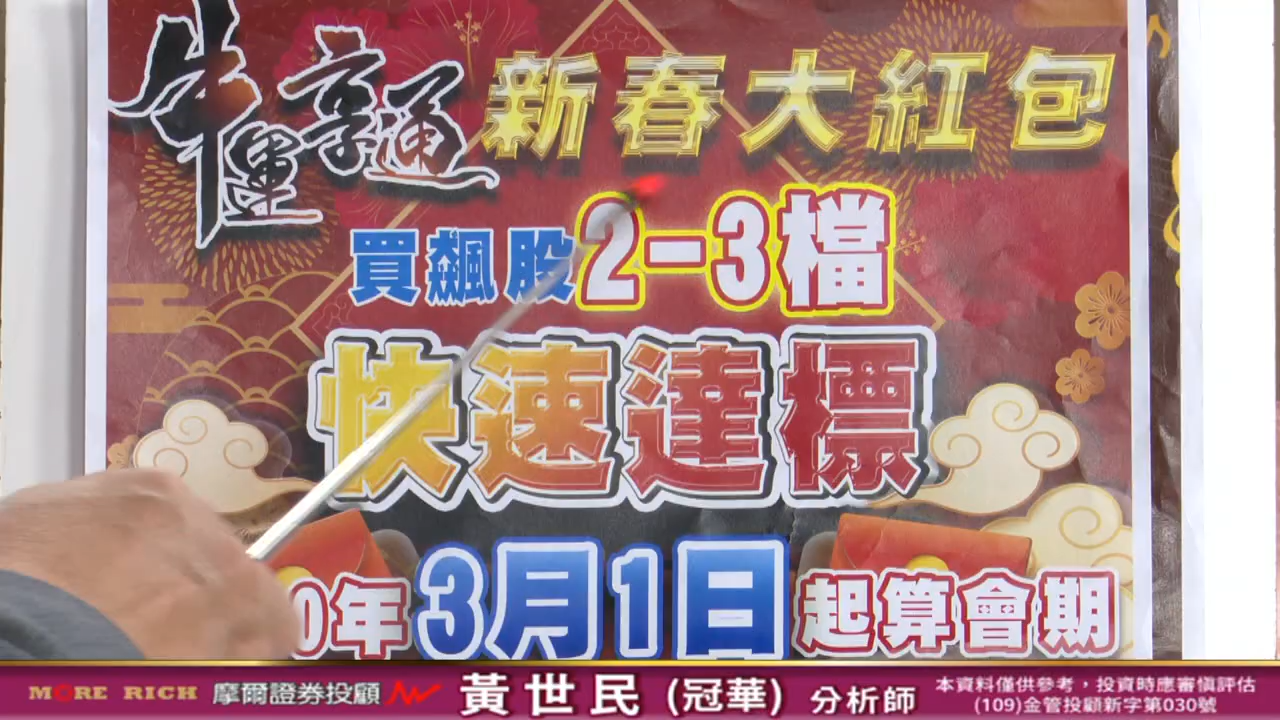 牛運亨通 新春大紅包
買飆股2-3檔
快速達標
0年3月1日起算會期
MORE RICH 摩爾證券投顧 黃世民(冠華)分析師
本資料僅供參考，投資時應審慎評估
(109)金管投顧新字第030號